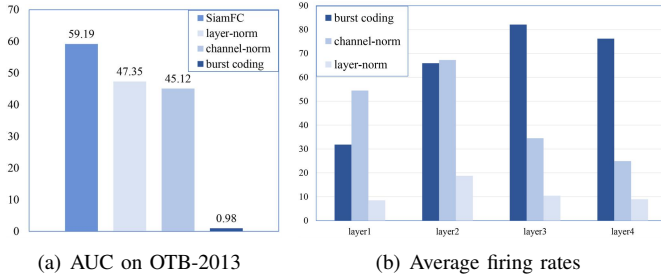 70
60
50
40
30
20
10
0
59.19
47.35
45.12
0.98
SiamFC
layer-norm
channel-norm
burst coding
(a) AUC on OTB-2013
90
80
70
60
50
40
30
20
10
0
burst coding
channel-norm
layer-norm
layer1
layer2
layer3
layer4
(b) Average firing rates